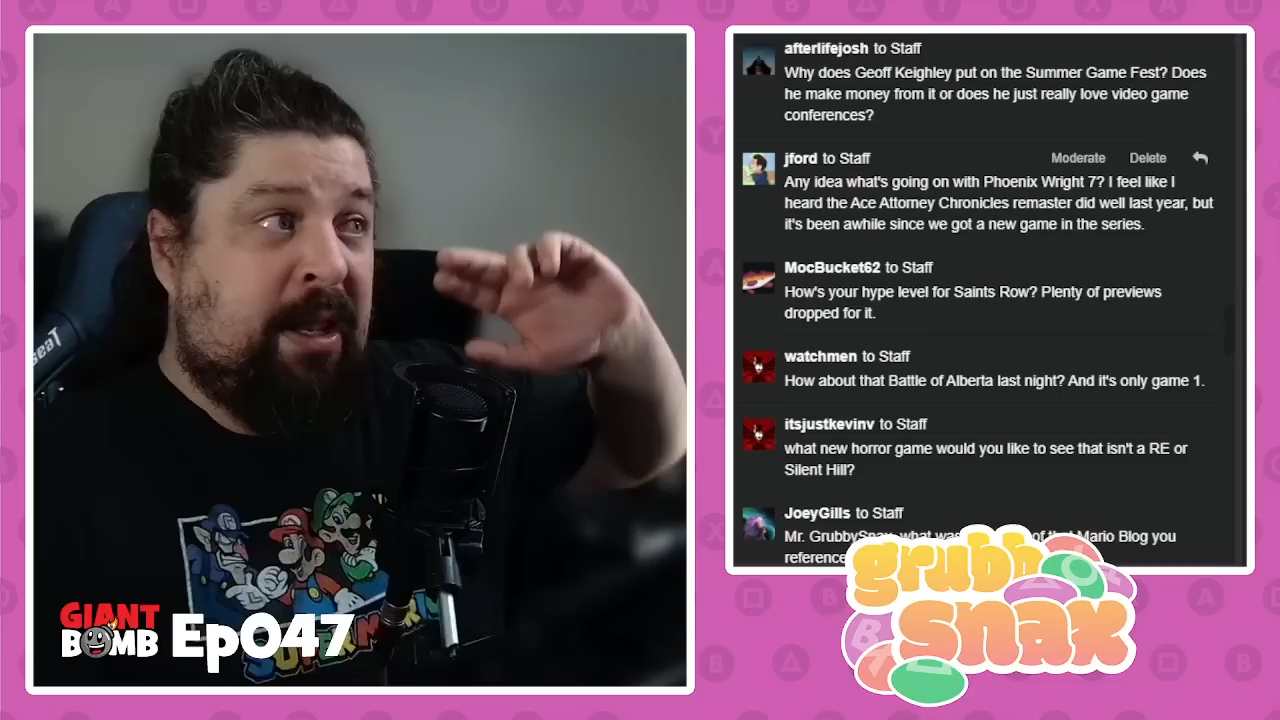 seaT
SUPER MARIO
GIANT
BOMB
Ep047
afterlifejosh to Staff
Why does Geoff Keighley put on the Summer Game Fest? Does
he make money from it or does he just really love video game
conferences?
jford to Staff
Moderate Delete
Any idea what's going on with Phoenix Wright 7? I feel like I
heard the Ace Attorney Chronicles remaster did well last year, but
it's been awhile since we got a new game in the series.
MocBucket62 to Staff
How's your hype level for Saints Row? Plenty of previews
dropped for it.
watchmen to Staff
How about that Battle of Alberta last night? And it's only game 1.
itsjustkevinv to Staff
what new horror game would you like to see that isn't a RE or
Silent Hill?
JoeyGills to Staff
Mr. GrubbySnax, what was of that Mario Blog you
reference
grubb
snax